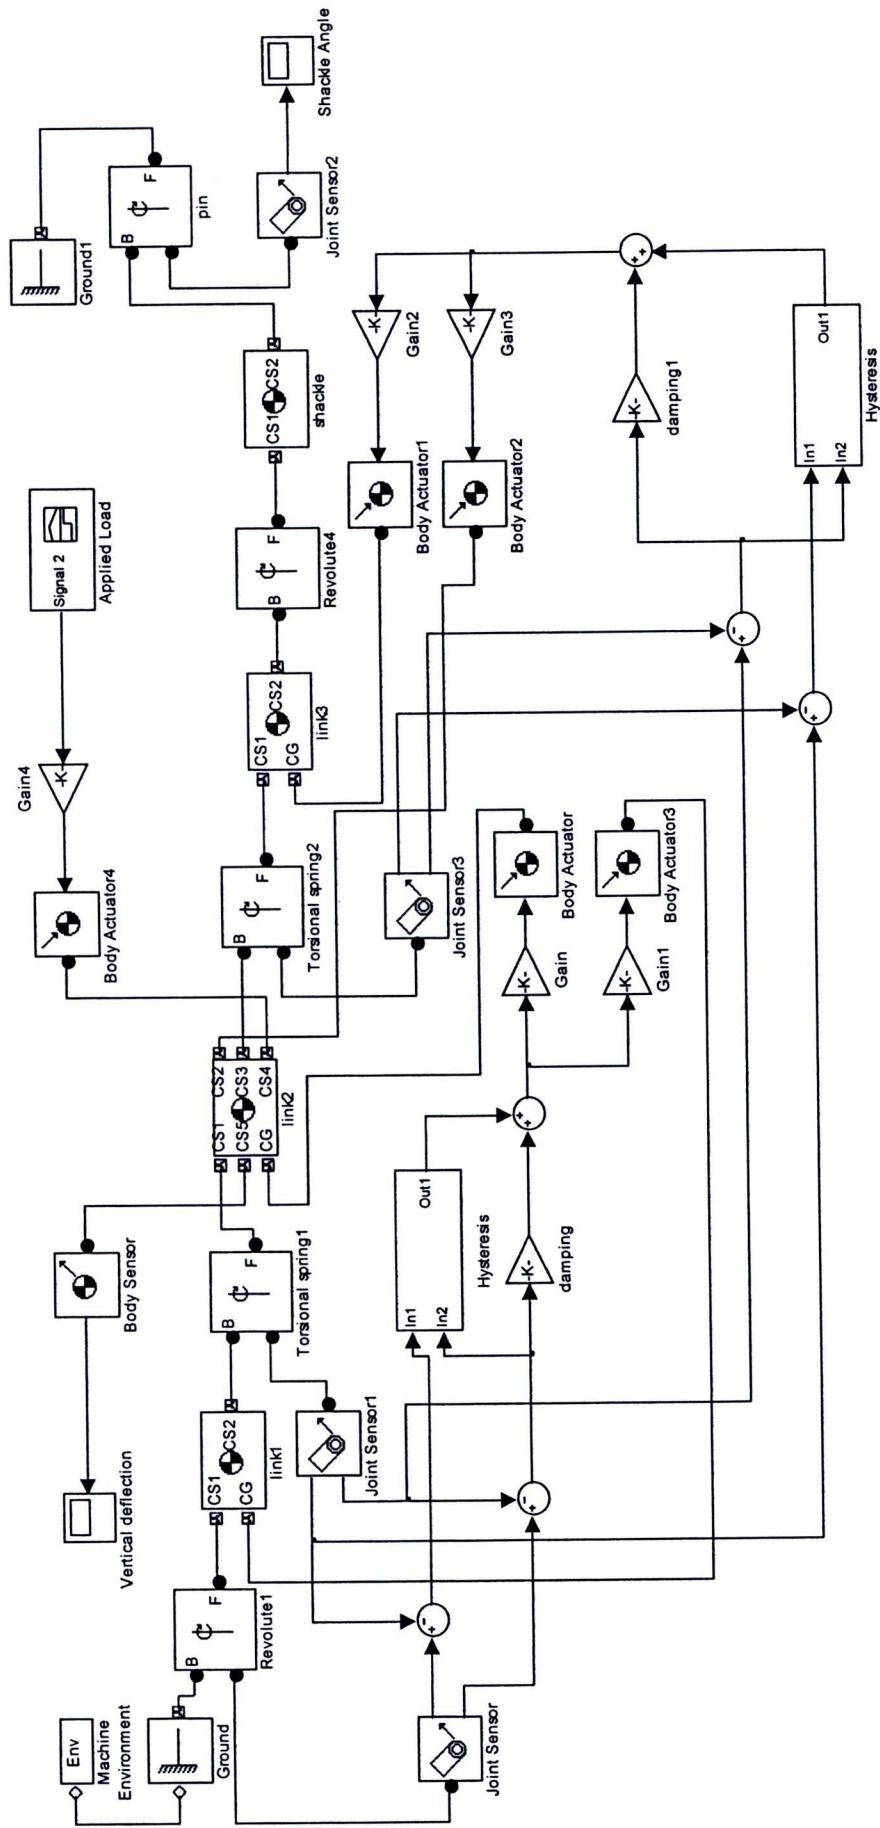 Env
Machine
Environment
Ground
B
F
Revolute1
Vertical deflection
CS1
CS2
CG
link1
Body Sensor
B
F
Torsional spring1
Joint Sensor1
Joint Sensor
CS1
CS2
CS5
CS3
CG
CS4
link2
Body Actuator4
Gain4
-K-
Signal 2
Applied Load
B
F
Torsional spring2
Joint Sensor3
CS1
CS2
CG
link3
B
F
Revolute4
CS1
CS2
shackle
Ground1
B
F
pin
Joint Sensor2
Shackle Angle
-K-
Gain2
-K-
Gain3
Body Actuator1
Body Actuator2
In1
In2
Out1
Hysteresis
-K-
damping
-K-
Gain
-K-
Gain1
Body Actuator
Body Actuator3
-K-
damping1
In1
In2
Out1
Hysteresis